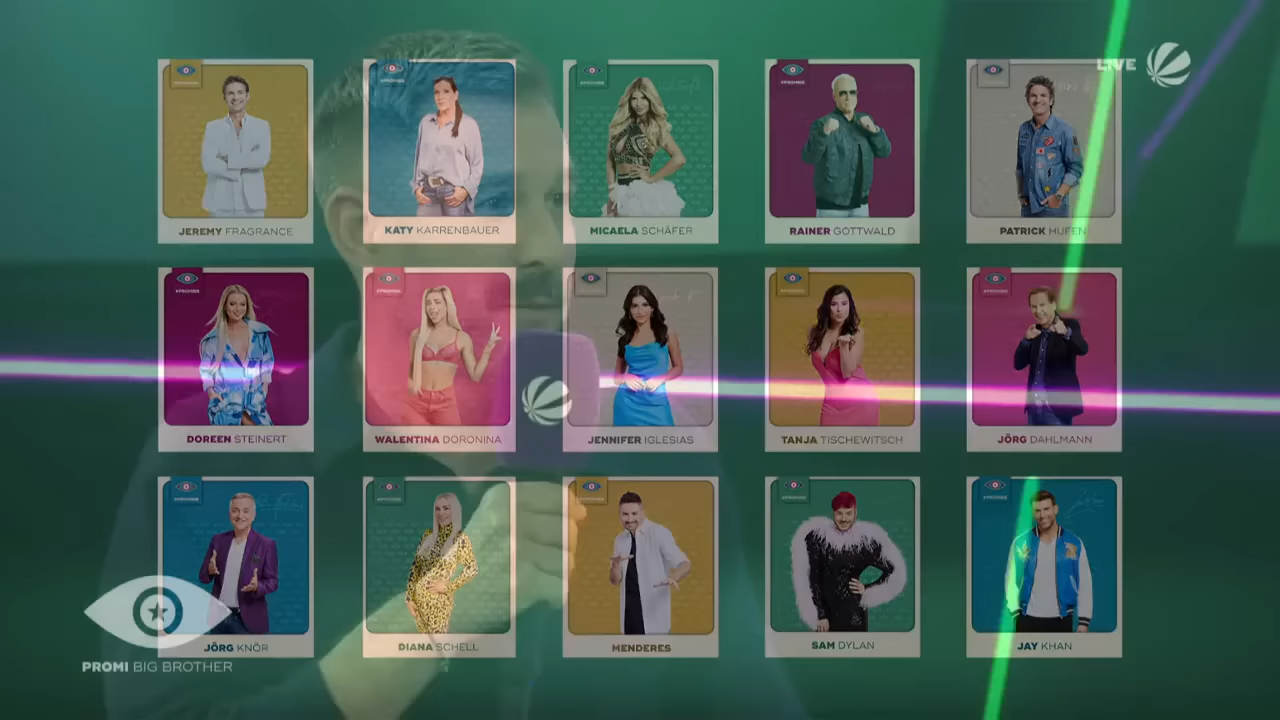 LIVE
JEREMY FRAGRANCE
KATY KARRENBAUER
MICAELA SCHÄFER
RAINER GOTTWALD
PATRICK HUFEN
#PROMIBB
DOREEN STEINERT
WALENTINA DORONINA
JENNIFER IGLESIAS
TANJA TISCHEWITSCH
JÖRG DAHLMANN
JÖRG KNÖR
DIANA SCHELL
MENDERES
SAM DYLAN
JAY KHAN
PROMI BIG BROTHER